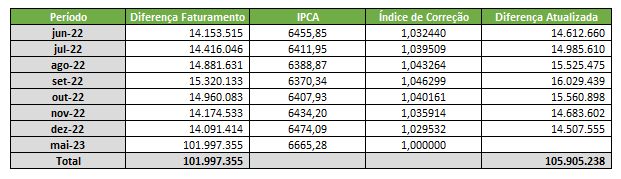 Período Diferença Faturamento IPCA Índice de Correção Diferença Atualizada
jun-22 14.153.515 6455,85 1,032440 14.612.660
jul-22 14.416.046 6411,95 1,039509 14.985.610
ago-22 14.881.631 6388,87 1,043264 15.525.475
set-22 15.320.133 6370,34 1,046299 16.029.439
out-22 14.960.083 6407,93 1,040161 15.560.898
nov-22 14.174.533 6434,20 1,035914 14.683.602
dez-22 14.091.414 6474,09 1,029532 14.507.555
mai-23 101.997.355 6665,28 1,000000
Total 101.997.355 105.905.238